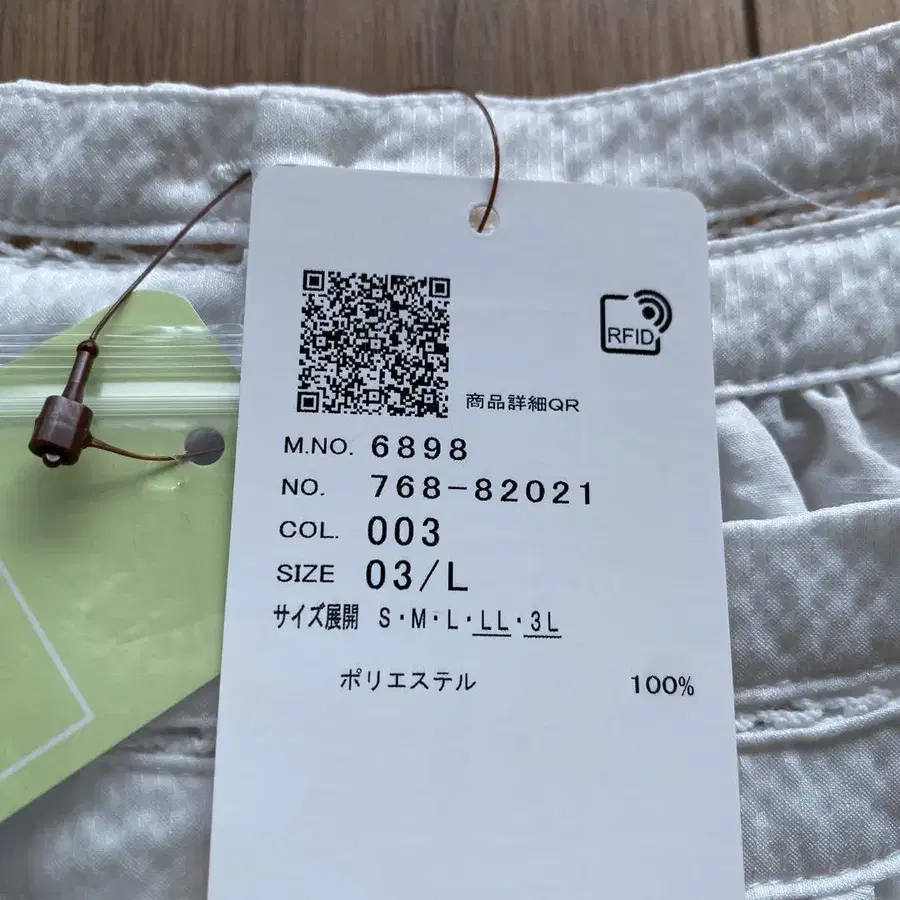 RFID
商品詳細QR
M.NO. 6898
NO. 768-82021
COL. 003
SIZE 03/L
サイズ展開 S・M・L・LL・3L
ポリエステル 100%